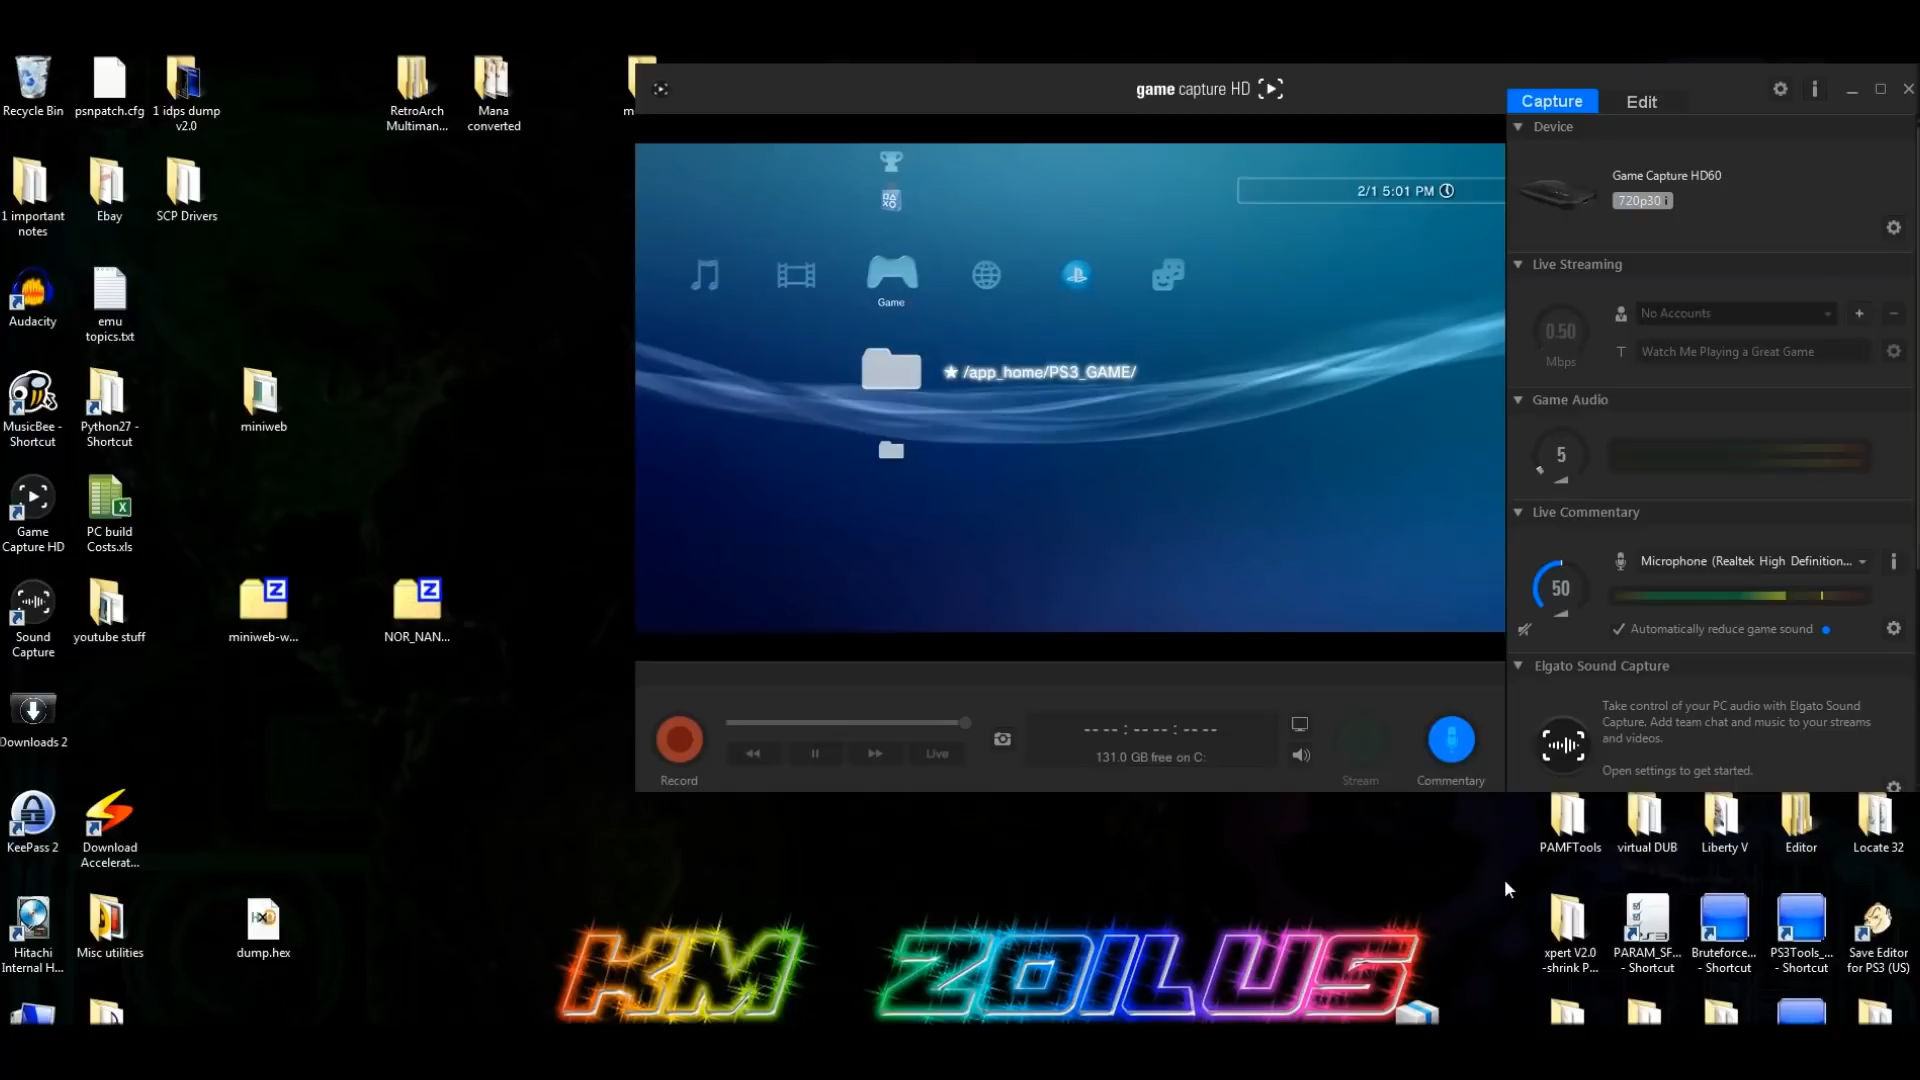 Recycle Bin
psnpatch.cfg
1 idps dump
v2.0
RetroArch
Multiman...
Mana
converted
m
game capture HD
Capture
Edit
Device
Game Capture HD60
720p30 i
1 important
notes
Ebay
SCP Drivers
2/1 5:01 PM
Game
★ /app_home/PS3_GAME/
Live Streaming
0.50
Mbps
No Accounts
T
Watch Me Playing a Great Game
Audacity
emu
topics.txt
Game Audio
5
MusicBee -
Shortcut
Python27 -
Shortcut
miniweb
Live Commentary
50
Microphone (Realtek High Definition...
Automatically reduce game sound
Game
Capture HD
PC build
Costs.xls
Sound
Capture
youtube stuff
miniweb-w...
NOR_NAN...
Elgato Sound Capture
Take control of your PC audio with Elgato Sound
Capture. Add team chat and music to your streams
and videos.
Open settings to get started.
Downloads 2
Live
-- -- : -- -- : -- --
131.0 GB free on C:
Record
Stream
Commentary
KeePass 2
Download
Accelerat...
PAMFTools
virtual DUB
Liberty V
Editor
Locate 32
Hitachi
Internal H...
Misc utilities
HXD
dump.hex
KM ZOILUS
xpert V2.0
-shrink P...
PARAM_SF...
- Shortcut
Bruteforce...
- Shortcut
PS3Tools_...
- Shortcut
Save Editor
for PS3 (US)